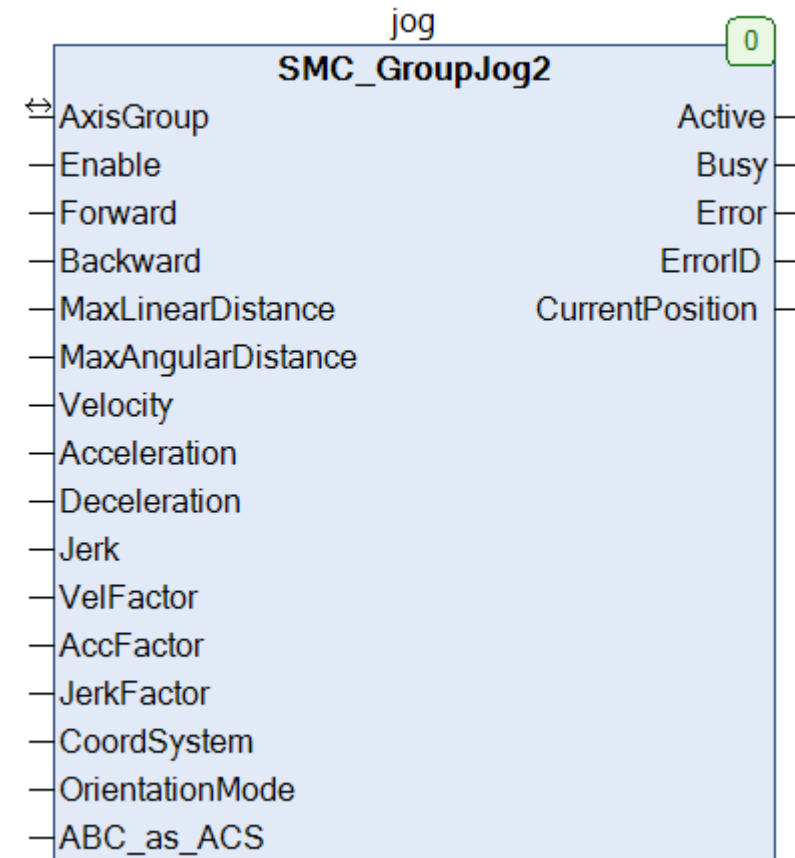 jog
0
SMC_GroupJog2
AxisGroup Active
Enable Busy
Forward Error
Backward ErrorID
MaxLinearDistance CurrentPosition
MaxAngularDistance
Velocity
Acceleration
Deceleration
Jerk
VelFactor
AccFactor
JerkFactor
CoordSystem
OrientationMode
ABC_as_ACS